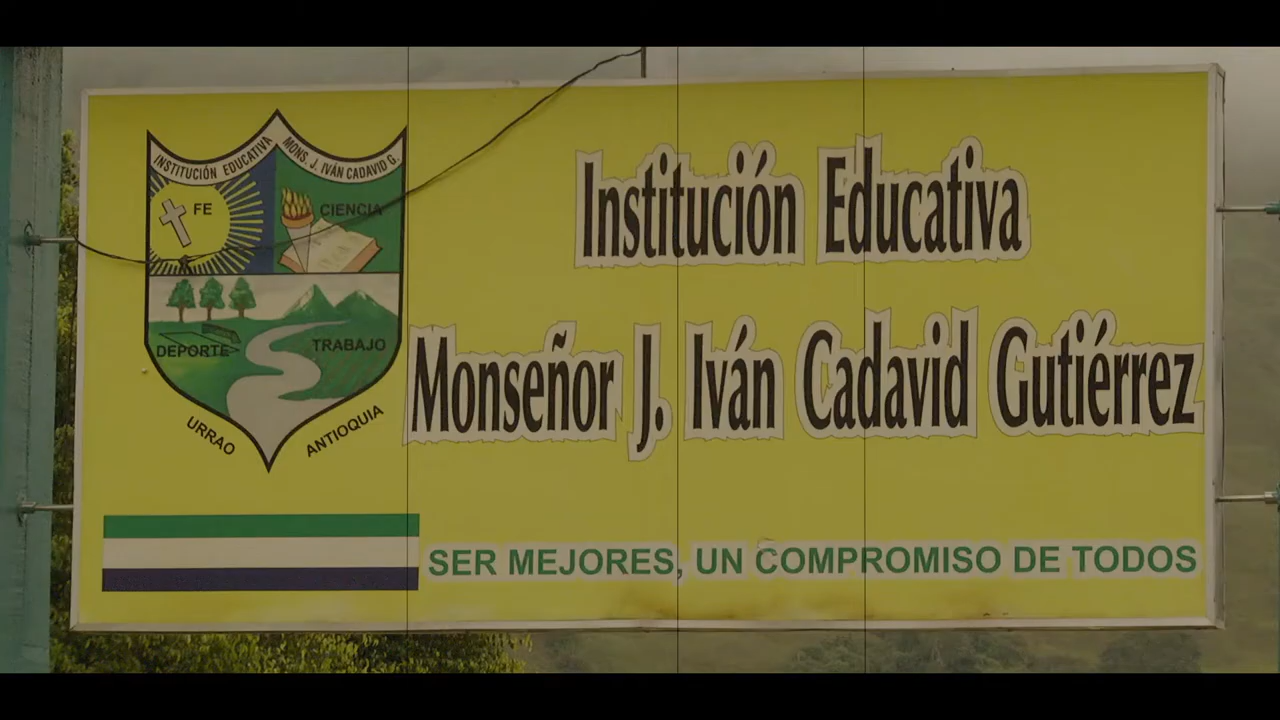 INSTITUCIÓN EDUCATIVA MONS. J. IVÁN CADAVID G.
FE
CIENCIA
DEPORTE
TRABAJO
URRAO ANTIOQUIA
Institución Educativa
Monseñor J. Iván Cadavid Gutiérrez
SER MEJORES, UN COMPROMISO DE TODOS